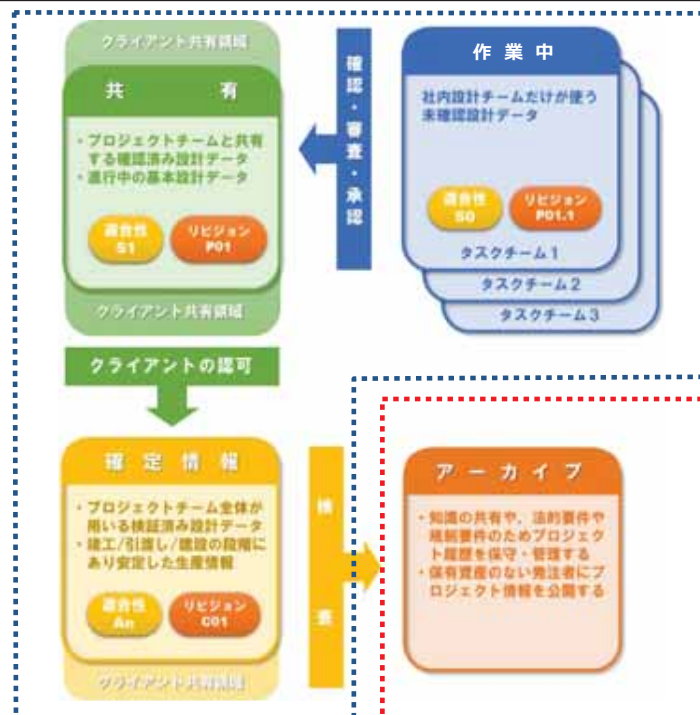 クライアント共有領域
共 有
・プロジェクトチームと共有
する確認済み設計データ
・進行中の基本設計データ
適合性
S1
リビジョン
P01
クライアント共有領域
確認・審査・承認
作業中
社内設計チームだけが使う
未確認設計データ
適合性
S0
リビジョン
P01.1
タスクチーム1
タスクチーム2
タスクチーム3
クライアントの認可
確定情報
・プロジェクトチーム全体が
用いる検証済み設計データ
・竣工/引渡し/建設の段階に
あり安定した生産情報
適合性
An
リビジョン
C01
クライアント共有領域
検 査
アーカイブ
・知識の共有や、法的要件や
規制要件のためプロジェク
ト履歴を保守・管理する
・保有資産のない発注者にプ
ロジェクト情報を公開する